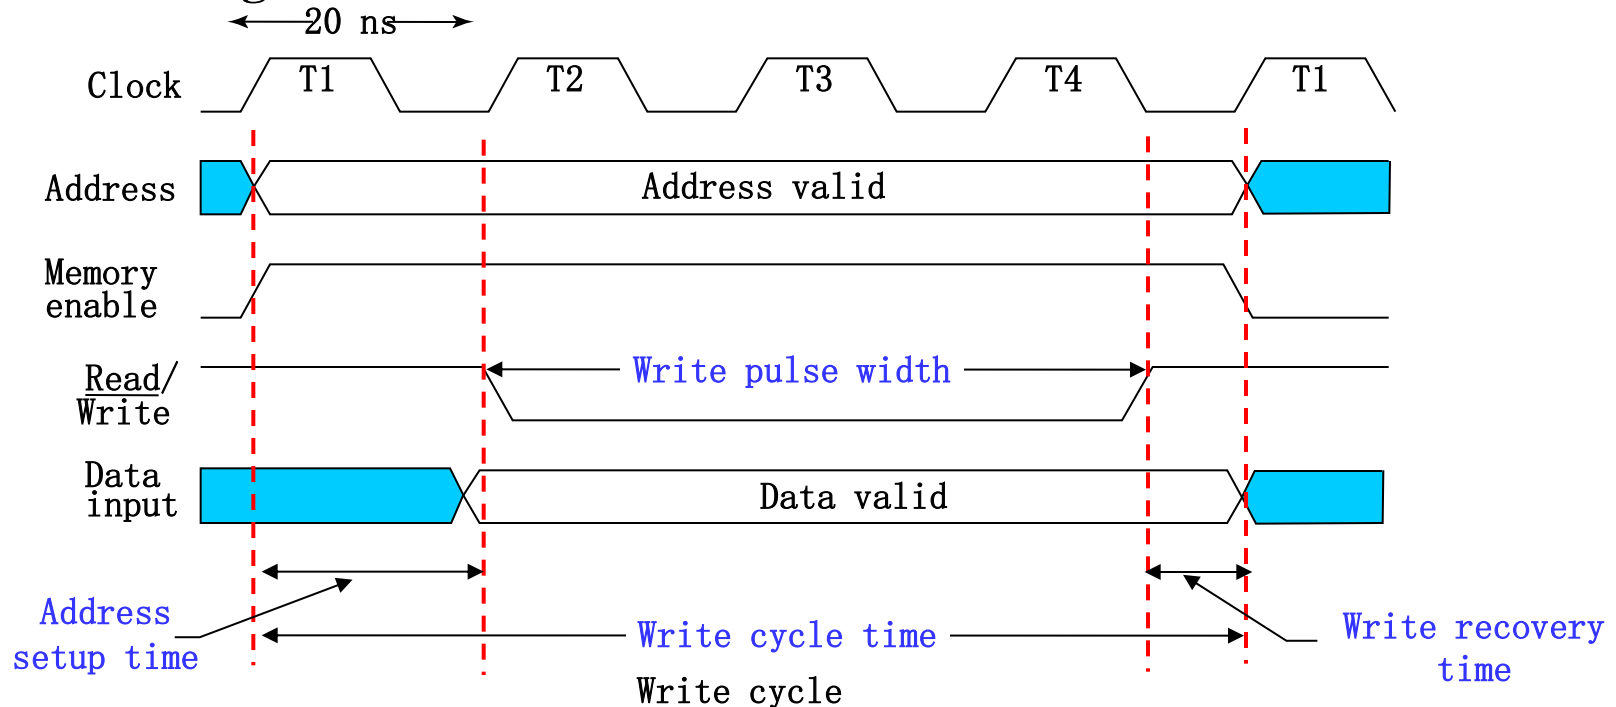 20 ns
Clock T1 T2 T3 T4 T1
Address Address valid
Memory
enable
Read/ Write pulse width
Write
Data
input Data valid
Address
setup time
Write cycle time
Write recovery
time
Write cycle